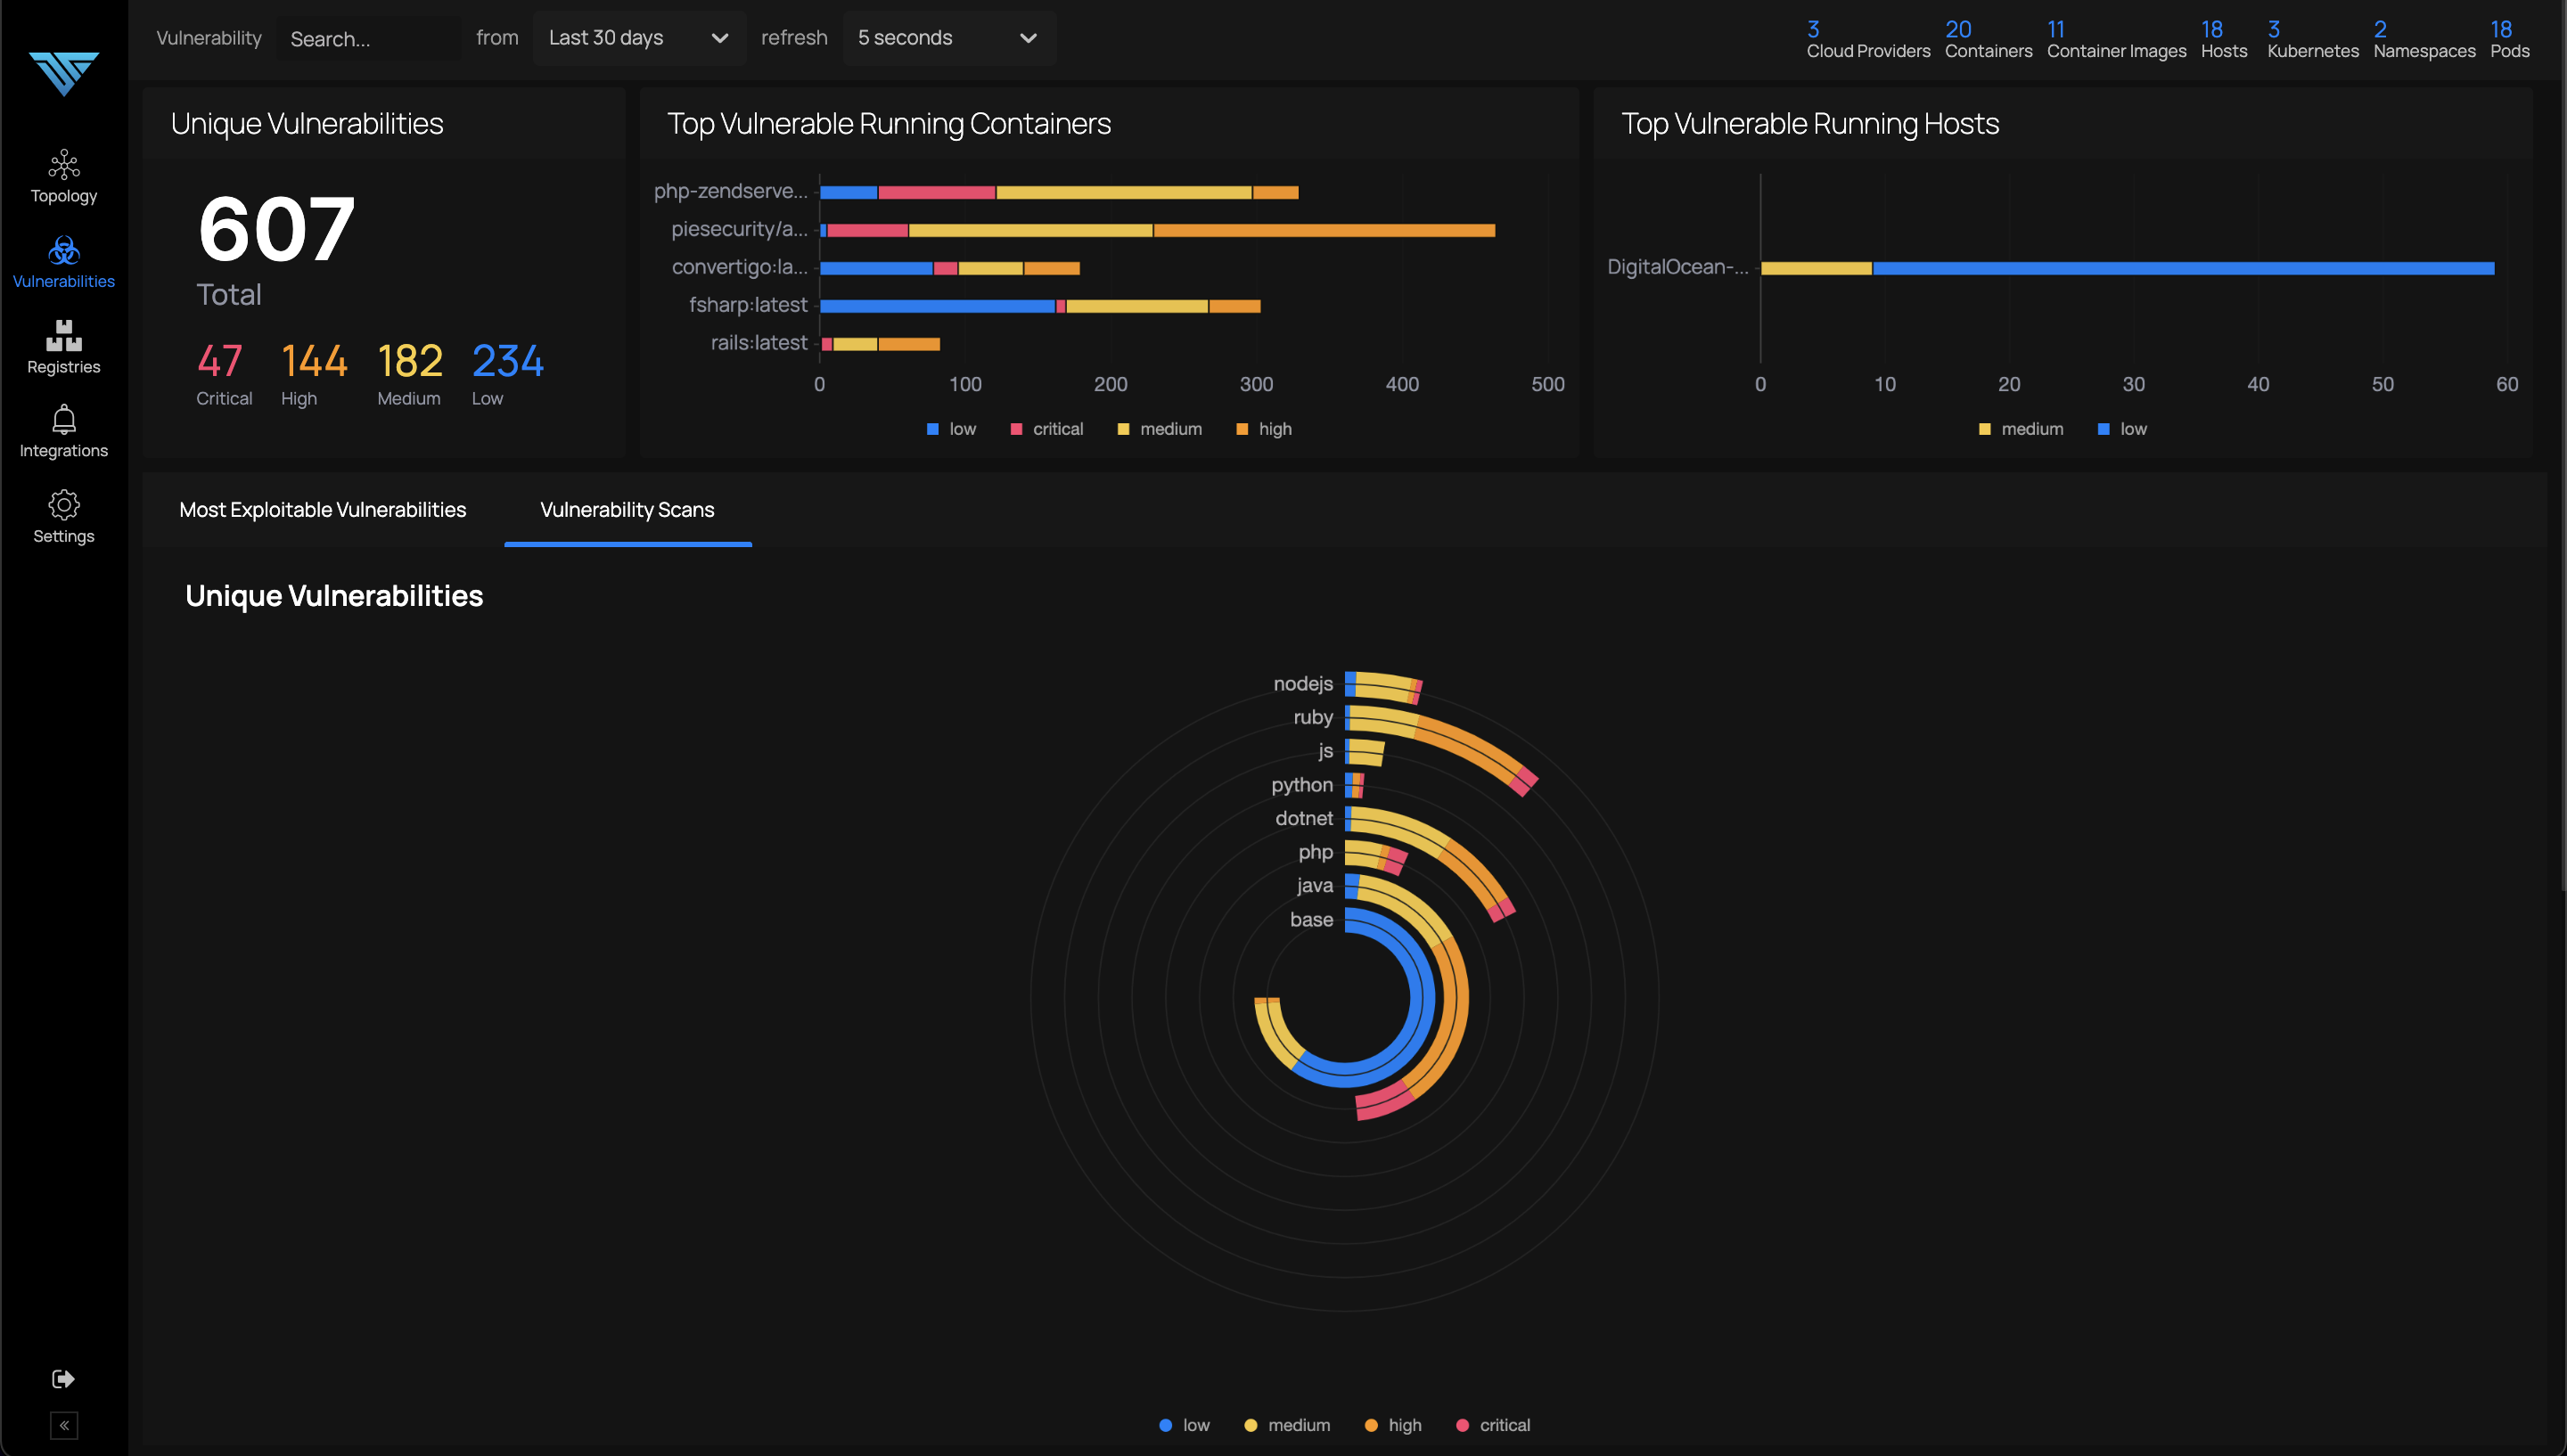 Vulnerability Search... from Last 30 days refresh 5 seconds
3 20 11 18 3 2 18
Cloud Providers Containers Container Images Hosts Kubernetes Namespaces Pods
Topology
Vulnerabilities
Registries
Integrations
Settings
Unique Vulnerabilities
607
Total
47 144 182 234
Critical High Medium Low
Top Vulnerable Running Containers
php-zendserve...
piesecurity/a...
convertigo:la...
fsharp:latest
rails:latest
0 100 200 300 400 500
low critical medium high
Top Vulnerable Running Hosts
DigitalOcean-...
0 10 20 30 40 50 60
medium low
Most Exploitable Vulnerabilities Vulnerability Scans
Unique Vulnerabilities
nodejs
ruby
js
python
dotnet
php
java
base
low medium high critical